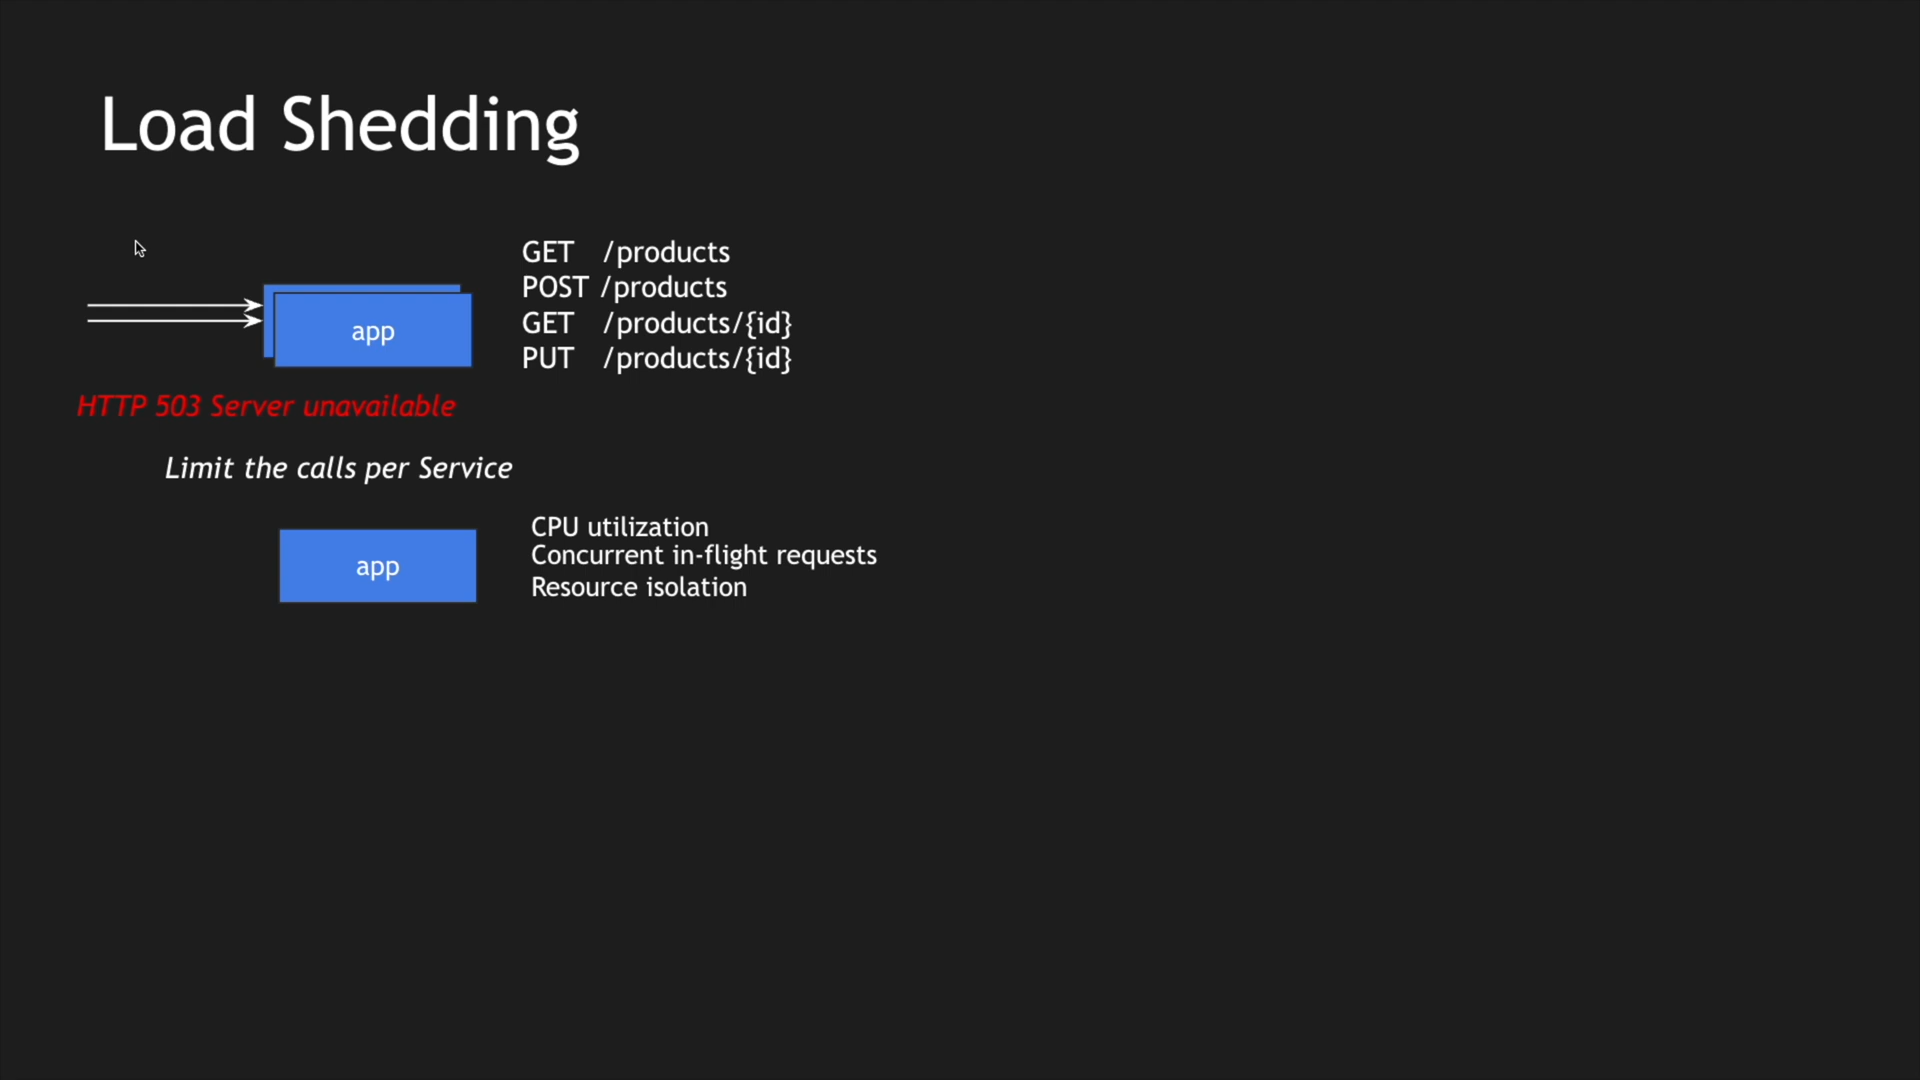 Load Shedding
GET /products
POST /products
GET /products/{id}
PUT /products/{id}
app
HTTP 503 Server unavailable
Limit the calls per Service
app
CPU utilization
Concurrent in-flight requests
Resource isolation